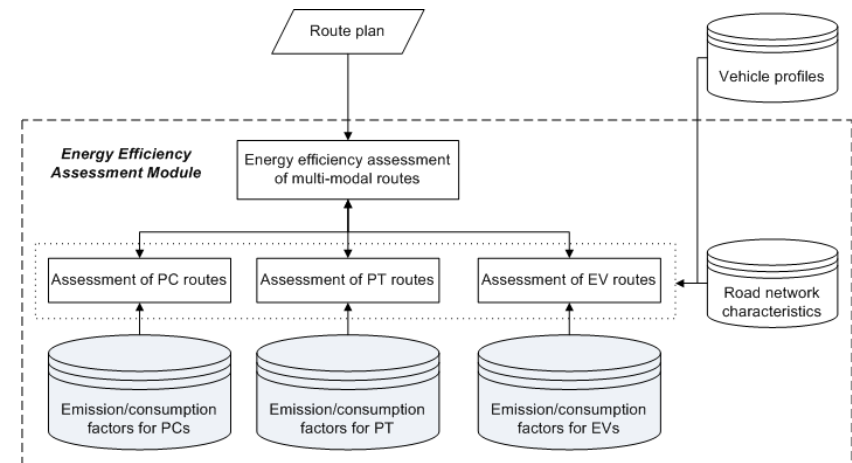 Route plan
Vehicle profiles
Energy Efficiency
Assessment Module
Energy efficiency assessment
of multi-modal routes
Assessment of PC routes
Assessment of PT routes
Assessment of EV routes
Road network
characteristics
Emission/consumption
factors for PCs
Emission/consumption
factors for PT
Emission/consumption
factors for EVs